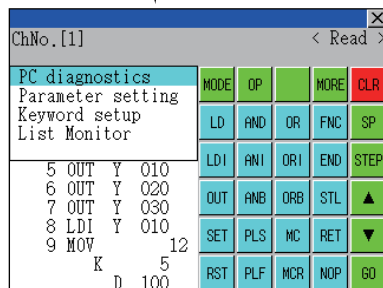 ChNo.[1] < Read >
PC diagnostics
Parameter setting
Keyword setup
List Monitor
5 OUT Y 010
6 OUT Y 020
7 OUT Y 030
8 LDI Y 010
9 MOV 12
K 5
D 100
MODE OP MORE CLR
LD AND OR FNC SP
LDI ANI ORI END STEP
OUT ANB ORB STL ▲
SET PLS MC RET ▼
RST PLF MCR NOP GO